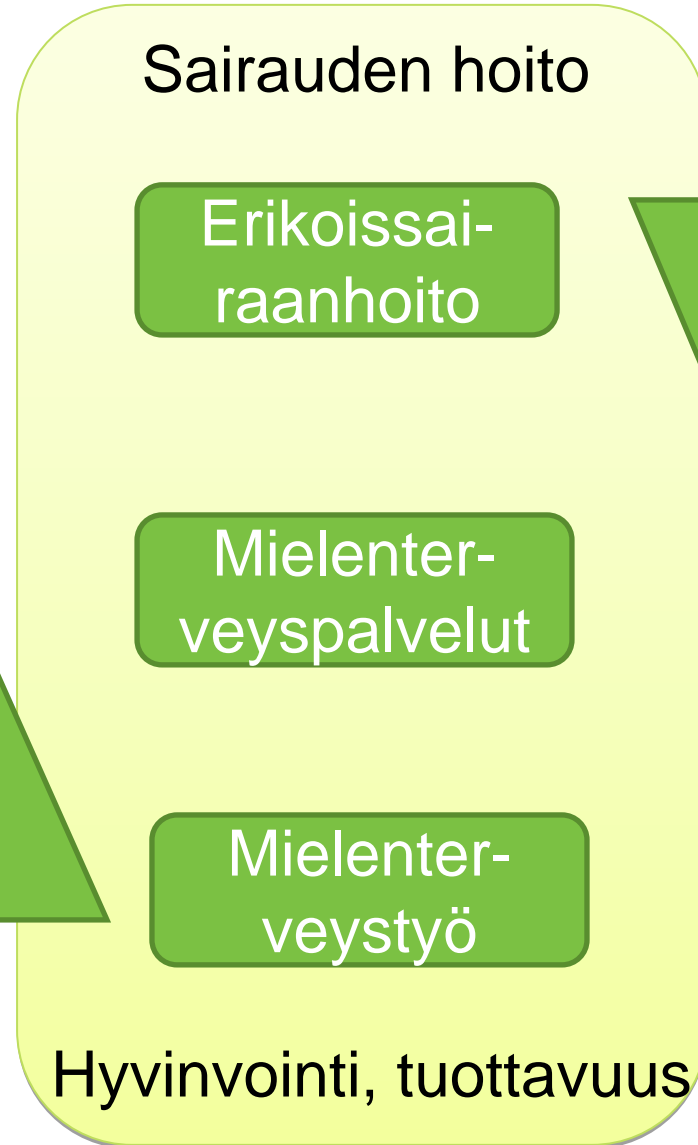 Sairauden hoito
Erikoissai-
raanhoito
Mielenter-
veyspalvelut
Mielenter-
veystyö
Hyvinvointi, tuottavuus